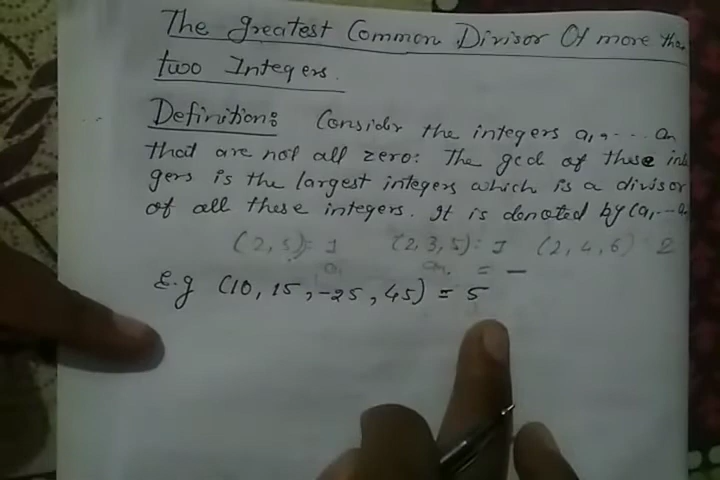 The greatest Common Divisor Of more tha
two Integers.
Definition: Consider the integers a₁, ... an
that are not all zero: The gcd of these int
gers is the largest integers which is a divisor
of all these integers. It is denoted by (a₁, -- a
(2, 5): 1 (2, 3, 5): 1 (2, 4, 6) 2
E.g (10, 15, -25, 45) = 5